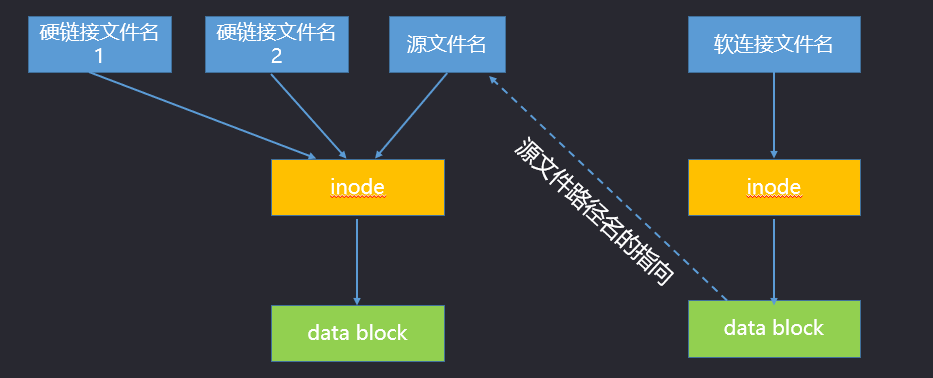 硬链接文件名
1
硬链接文件名
2
源文件名
软连接文件名
源文件路径名的指向
inode
inode
data block
data block